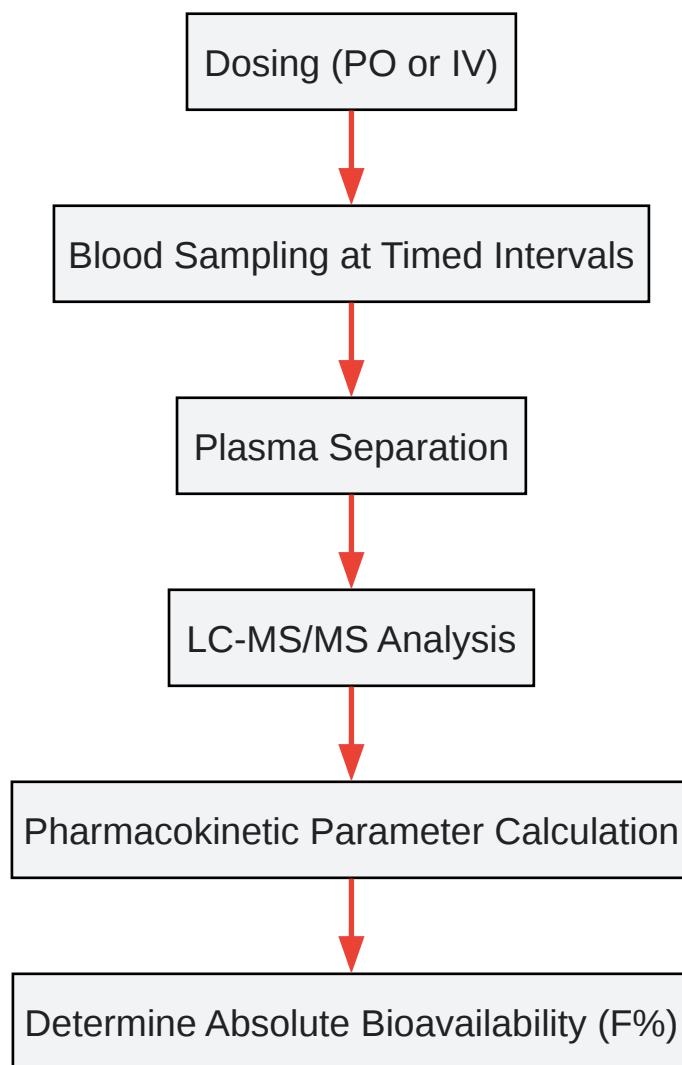 Dosing (PO or IV)
Blood Sampling at Timed Intervals
Plasma Separation
LC-MS/MS Analysis
Pharmacokinetic Parameter Calculation
Determine Absolute Bioavailability (F%)